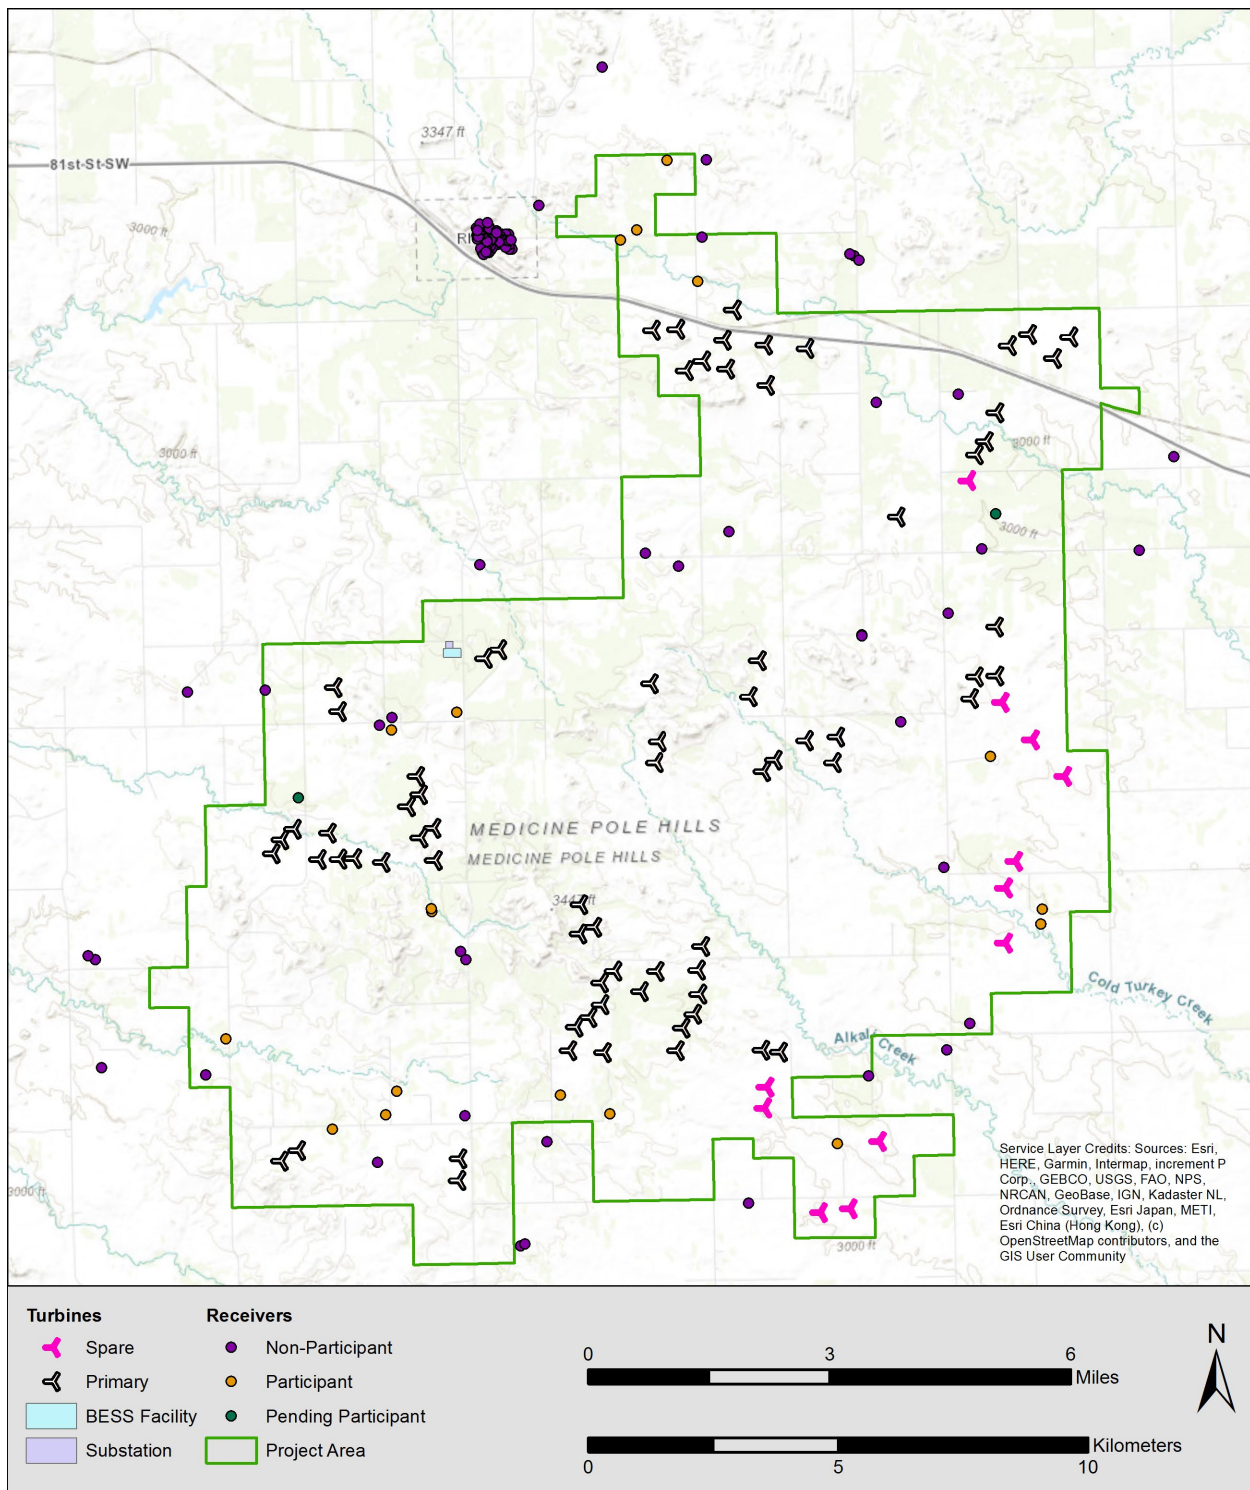 3347 ft
81st-St-SW
3000 ft
3000 ft
3000 ft
3000 ft
MEDICINE POLE HILLS
MEDICINE POLE HILLS
Cold Turkey Creek
Creek
3000 ft
3000 ft
Service Layer Credits: Sources: Esri,
HERE, Garmin, Intermap, increment P
Corp., GEBCO, USGS, FAO, NPS,
NRCAN, GeoBase, IGN, Kadaster NL,
Ordnance Survey, Esri Japan, METI,
Esri China (Hong Kong), (c)
OpenStreetMap contributors, and the
GIS User Community
Turbines
Spare
Primary
BESS Facility
Substation
Receivers
Non-Participant
Participant
Pending Participant
Project Area
0 3 6
Miles
Kilometers
0 5 10
N